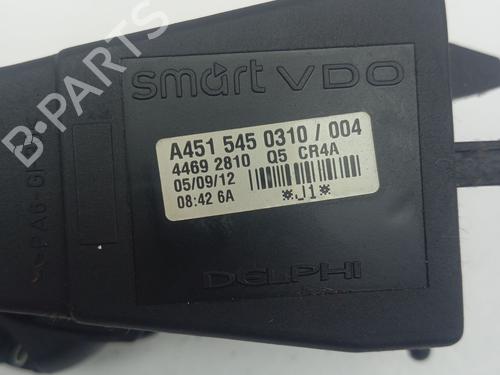 smart VDO
A451 545 0310 / 004
4469 2810 Q5 CR4A
05/09/12
08:42 6A
*J1*
DELPHI
B-PARTS